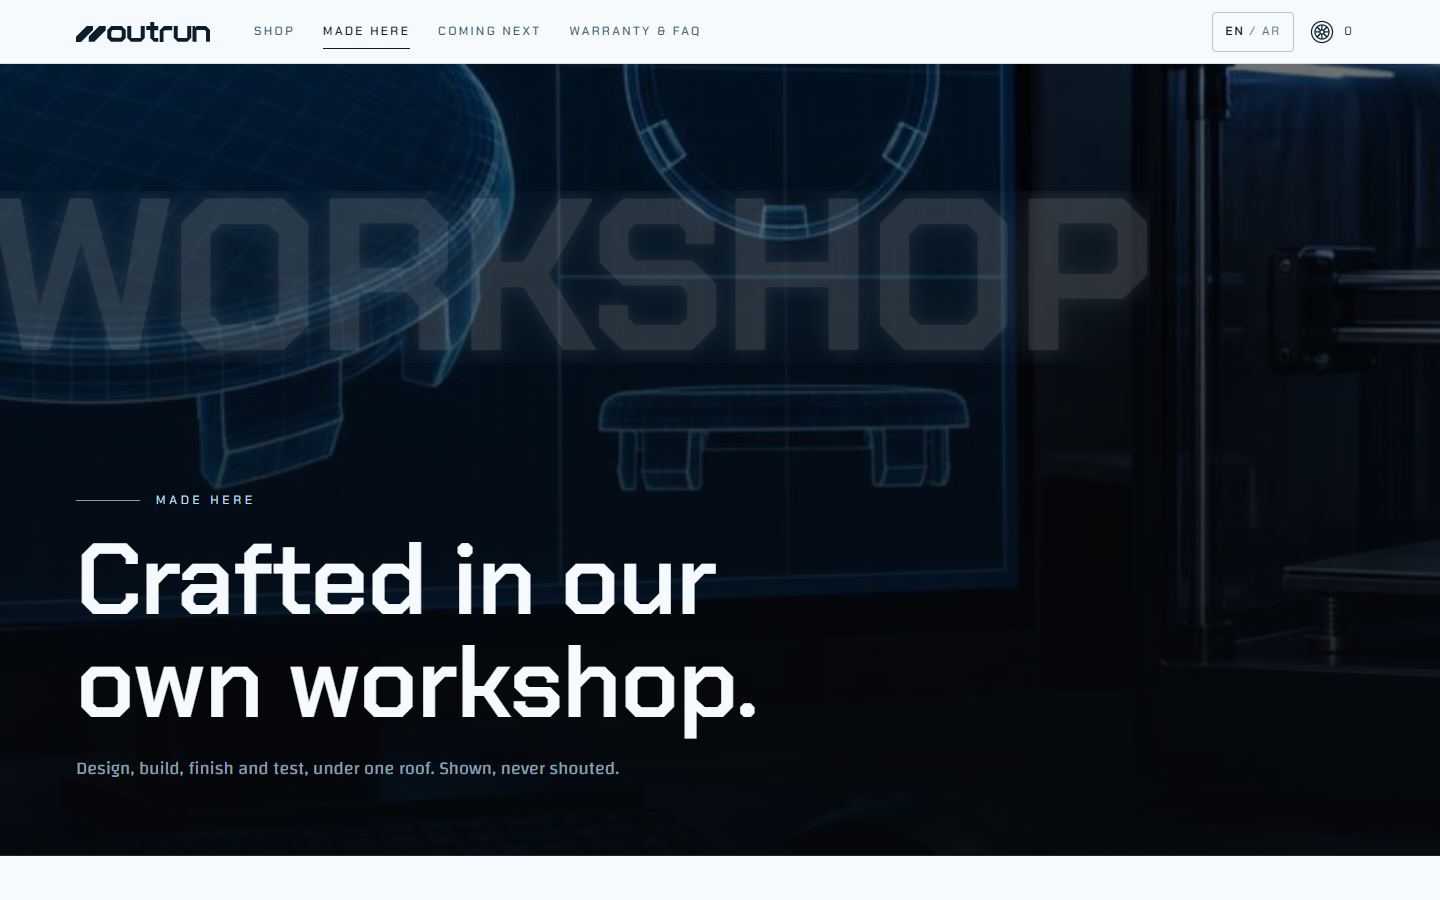 outrun
SHOP
MADE HERE
COMING NEXT
WARRANTY & FAQ
EN / AR
0
WORKSHOP
MADE HERE
Crafted in our
own workshop.
Design, build, finish and test, under one roof. Shown, never shouted.